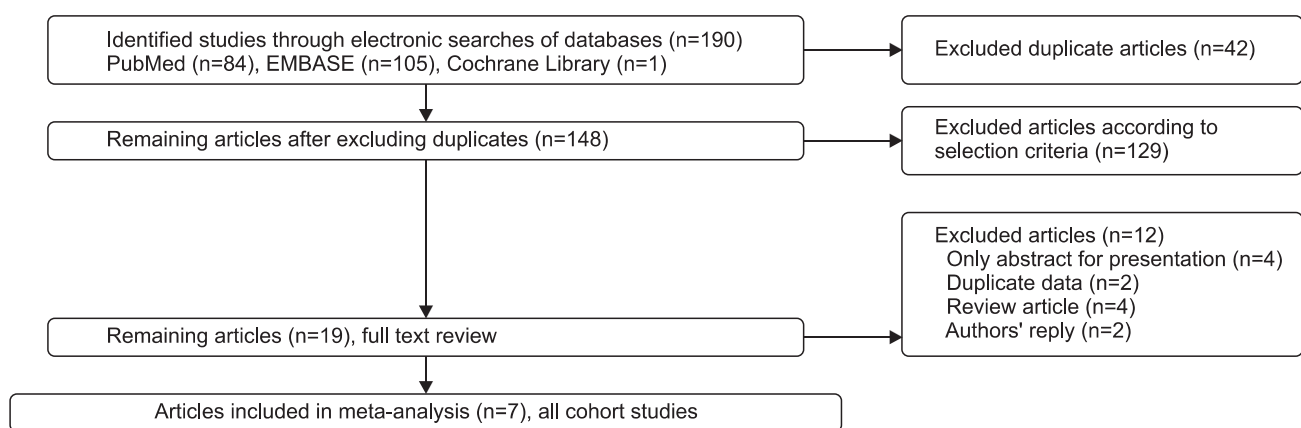 Identified studies through electronic searches of databases (n=190)
PubMed (n=84), EMBASE (n=105), Cochrane Library (n=1)
Excluded duplicate articles (n=42)
Remaining articles after excluding duplicates (n=148)
Excluded articles according to
selection criteria (n=129)
Excluded articles (n=12)
Only abstract for presentation (n=4)
Duplicate data (n=2)
Review article (n=4)
Authors' reply (n=2)
Remaining articles (n=19), full text review
Articles included in meta-analysis (n=7), all cohort studies